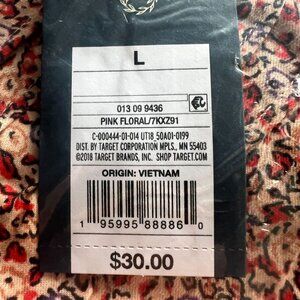 L
013 09 9436
PINK FLORAL/7KXZ91
C-000444-01-014 UT18_50A01-0199
DIST. BY TARGET CORPORATION MPLS., MN 55403
©2018 TARGET BRANDS, INC. SHOP TARGET.COM
ORIGIN: VIETNAM
1 95995 88886 0
$30.00